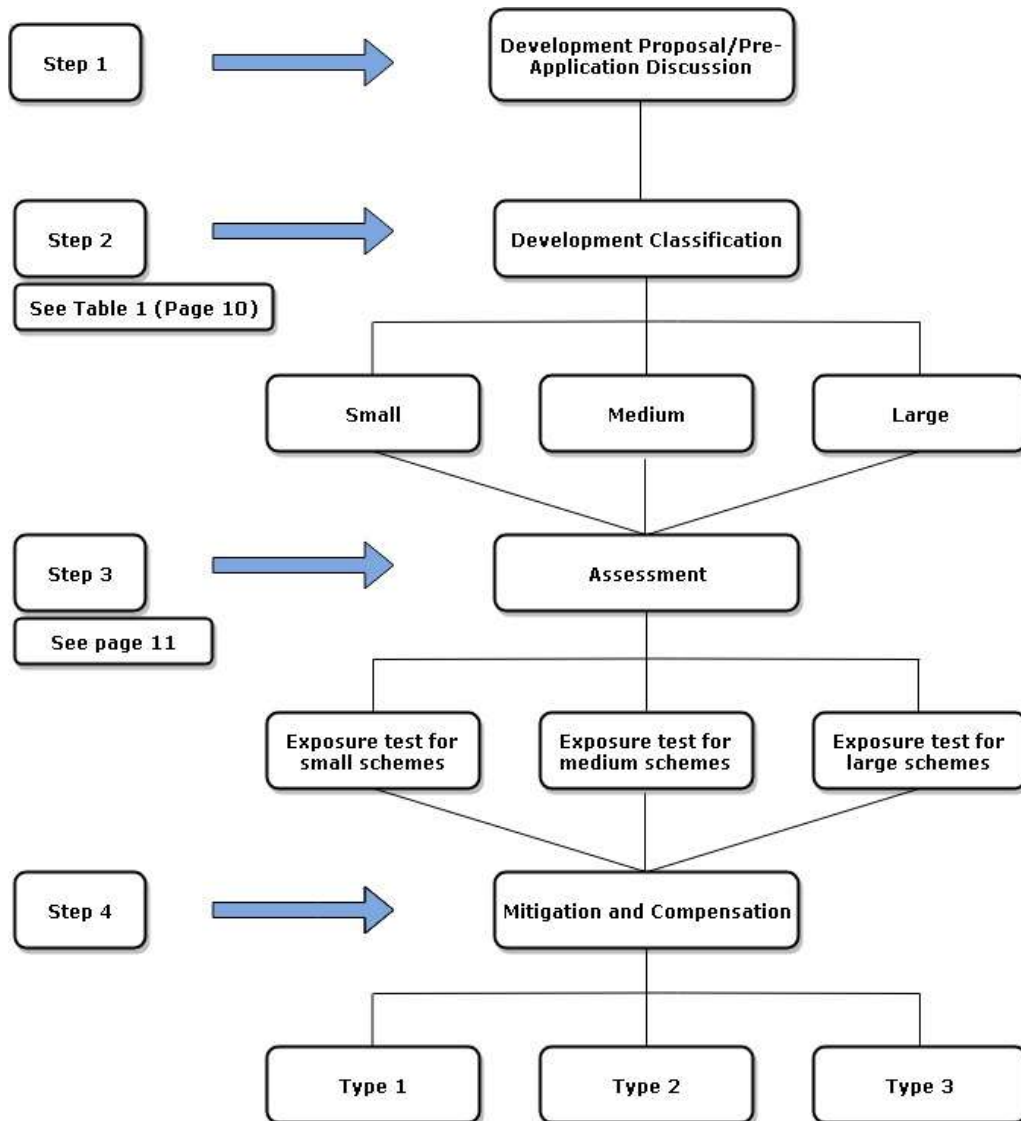 Step 1
Development Proposal/Pre-
Application Discussion
Step 2
Development Classification
See Table 1 (Page 10)
Small
Medium
Large
Step 3
Assessment
See page 11
Exposure test for
small schemes
Exposure test for
medium schemes
Exposure test for
large schemes
Step 4
Mitigation and Compensation
Type 1
Type 2
Type 3